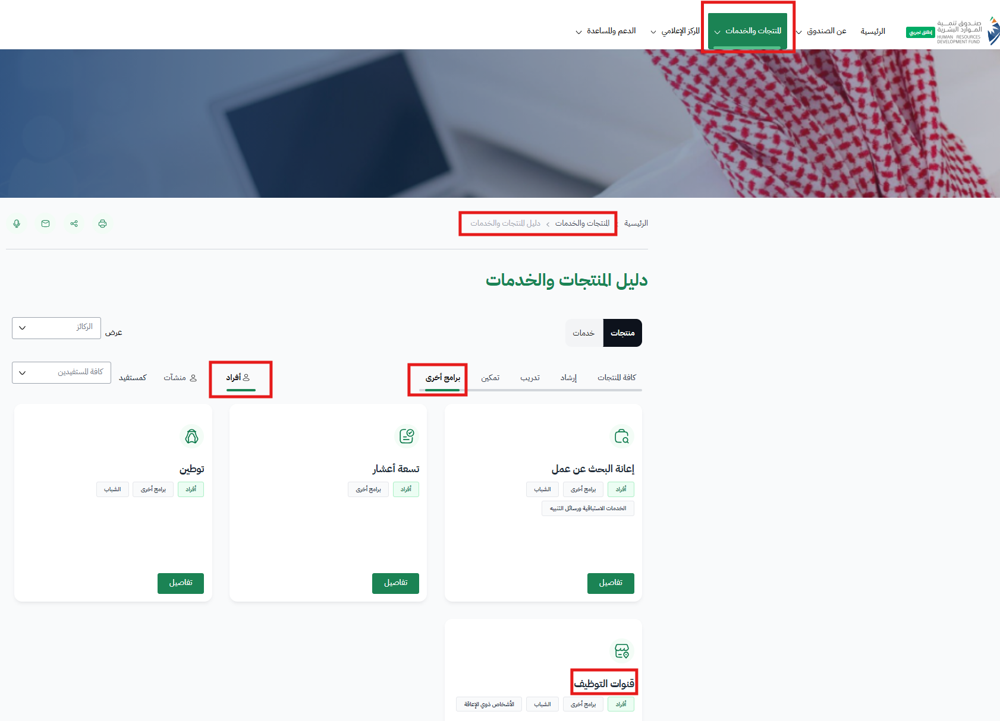 صندوق تنمية
الموارد البشرية
HUMAN RESOURCES
DEVELOPMENT FUND
إطلاق تجريبي
الرئيسية
عن الصندوق
المنتجات والخدمات
المركز الإعلامي
الدعم والمساعدة
الرئيسية
المنتجات والخدمات
دليل المنتجات والخدمات
دليل المنتجات والخدمات
منتجات
خدمات
عرض
الركائز
كافة المنتجات
إرشاد
تدريب
تمكين
برامج أخرى
أفراد
منشآت
كمستفيد
كافة المستفيدين
إعانة البحث عن عمل
أفراد
برامج أخرى
الشباب
الخدمات الاستباقية ورسائل التنبيه
تفاصيل
تسعة أعشار
أفراد
برامج أخرى
تفاصيل
توطين
أفراد
برامج أخرى
الشباب
تفاصيل
قنوات التوظيف
أفراد
برامج أخرى
الشباب
الأشخاص ذوي الإعاقة